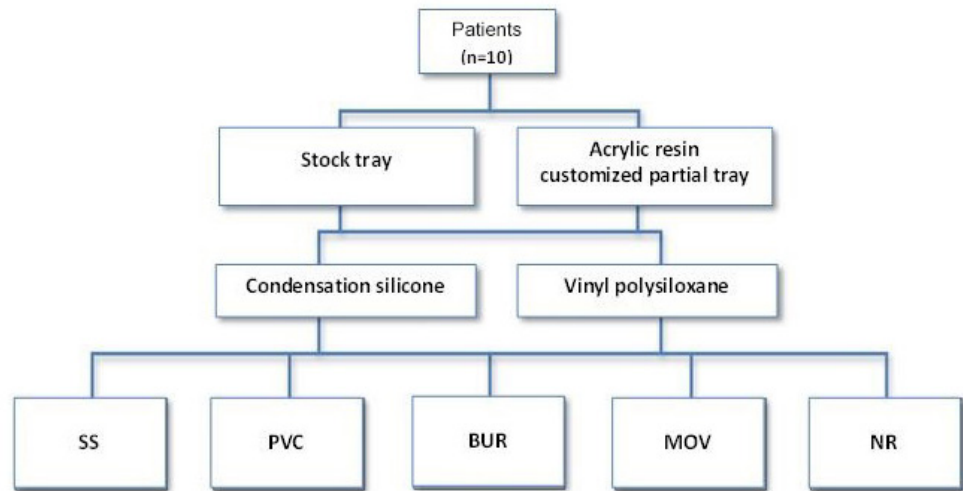 Patients
(n=10)
Stock tray
Acrylic resin
customized partial tray
Condensation silicone
Vinyl polysiloxane
SS
PVC
BUR
MOV
NR